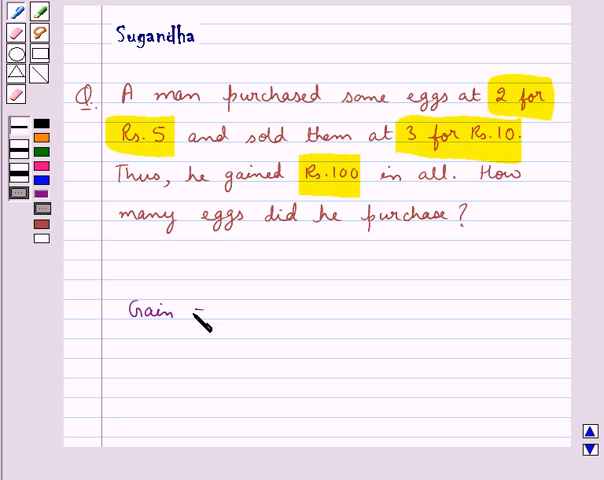 Sugandha
Q. A man purchased some eggs at 2 for
Rs. 5 and sold them at 3 for Rs. 10.
Thus, he gained Rs. 100 in all. How
many eggs did he purchase?
Gain =